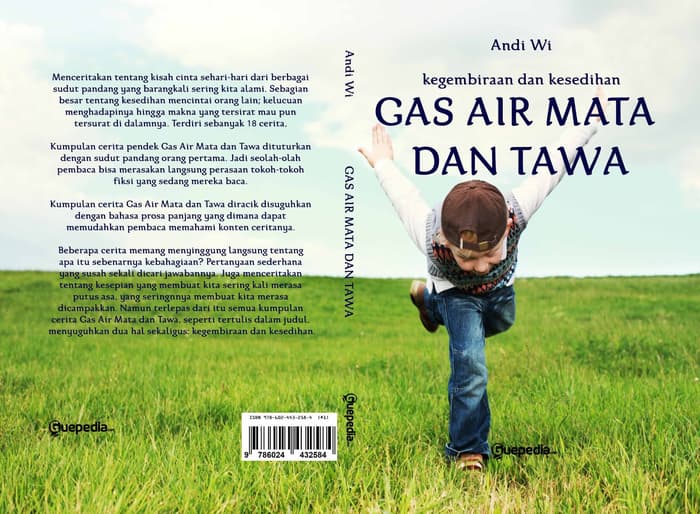 Menceritakan tentang kisah cinta sehari-hari dari berbagai
sudut pandang yang barangkali sering kita alami. Sebagian
besar tentang kesedihan mencintai orang lain; kelucuan
menghadapinya hingga makna yang tersirat mau pun
tersurat di dalamnya. Terdiri sebanyak 18 cerita.
Kumpulan cerita pendek Gas Air Mata dan Tawa dituturkan
dengan sudut pandang orang pertama. Jadi seolah-olah
pembaca bisa merasakan langsung perasaan tokoh-tokoh
fiksi yang sedang mereka baca.
Kumpulan cerita Gas Air Mata dan Tawa diracik disuguhkan
dengan bahasa prosa panjang yang dimana dapat
memudahkan pembaca memahami konten ceritanya.
Beberapa cerita memang menyinggung langsung tentang
apa itu sebenarnya kebahagiaan? Pertanyaan sederhana
yang susah sekali dicari jawabannya. Juga menceritakan
tentang kesepian yang membuat kita sering kali merasa
putus asa, yang seringnnya membuat kita merasa
dicampakkan. Namun terlepas dari itu semua kumpulan
cerita Gas Air Mata dan Tawa, seperti tertulis dalam judul,
menyuguhkan dua hal sekaligus: kegembiraan dan kesedihan.
Guepedia
ISBN 978-602-443-258-4 (#1)
9 786024 432584
Andi Wi
GAS AIR MATA DAN TAWA
Guepedia
Andi Wi
kegembiraan dan kesedihan
GAS AIR MATA
DAN TAWA
Guepedia